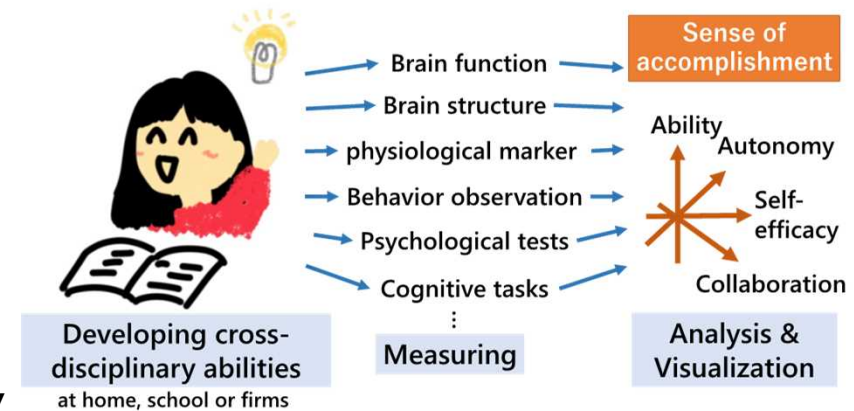 Brain function
Brain structure
physiological marker
Behavior observation
Psychological tests
Cognitive tasks
⋮
Measuring
Developing cross-
disciplinary abilities
at home, school or firms
Sense of
accomplishment
Ability
Autonomy
Self-
efficacy
Collaboration
Analysis &
Visualization